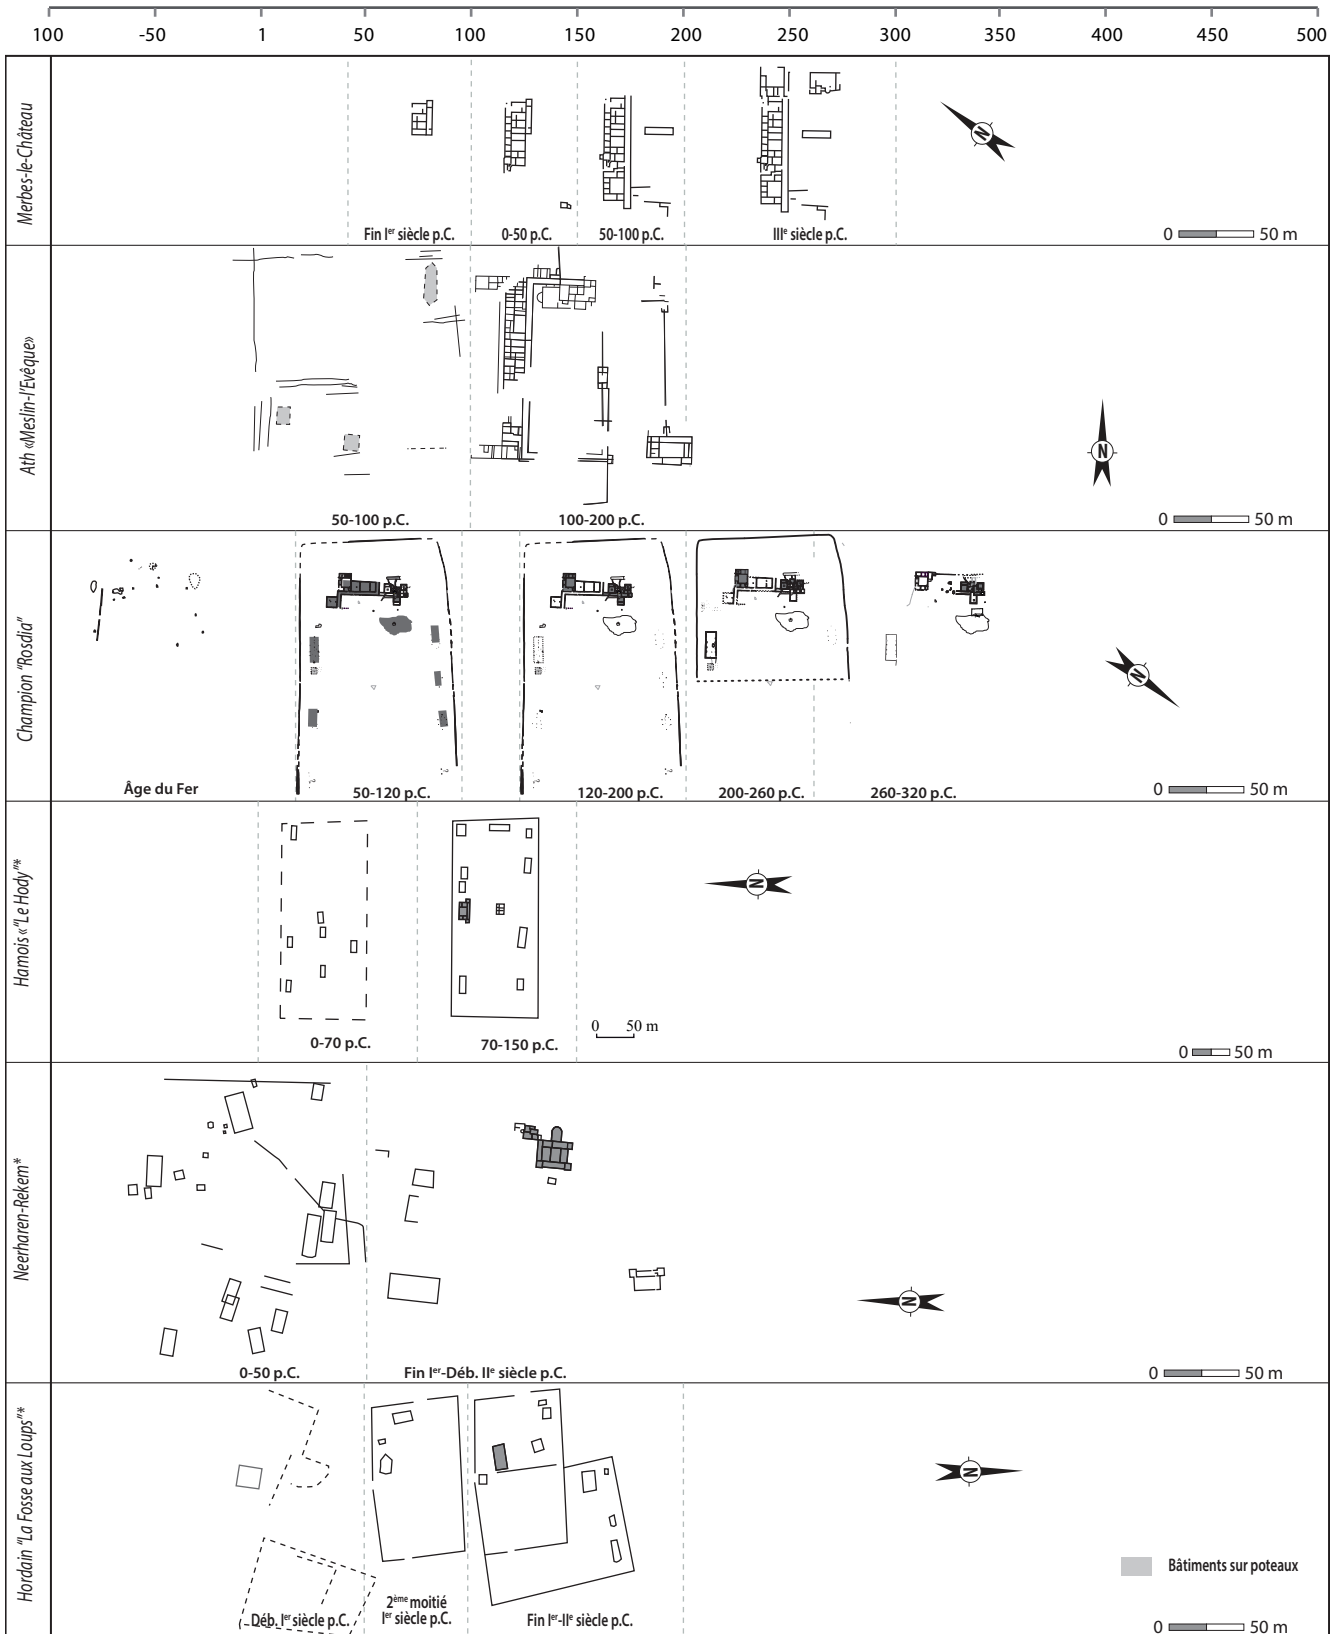 100 -50 1 50 100 150 200 250 300 350 400 450 500
Merbes-le-Château
N
Fin Iᵉʳ siècle p.C. 0-50 p.C. 50-100 p.C. IIIᵉ siècle p.C. 0 50 m
Ath «Meslin-l'Evêque»
N
50-100 p.C. 100-200 p.C. 0 50 m
Champion "Rosdia"
N
Âge du Fer 50-120 p.C. 120-200 p.C. 200-260 p.C. 260-320 p.C. 0 50 m
Hamois «"Le Hody"*
N
0 50 m
0-70 p.C. 70-150 p.C. 0 50 m
Neerharen-Rekem*
N
0-50 p.C. Fin Iᵉʳ-Déb. IIᵉ siècle p.C. 0 50 m
Hordain "La Fosse aux Loups"*
N
Bâtiments sur poteaux
Déb. Iᵉʳ siècle p.C. 2ᵉᵐᵉ moitié
Iᵉʳ siècle p.C. Fin Iᵉʳ-IIᵉ siècle p.C. 0 50 m